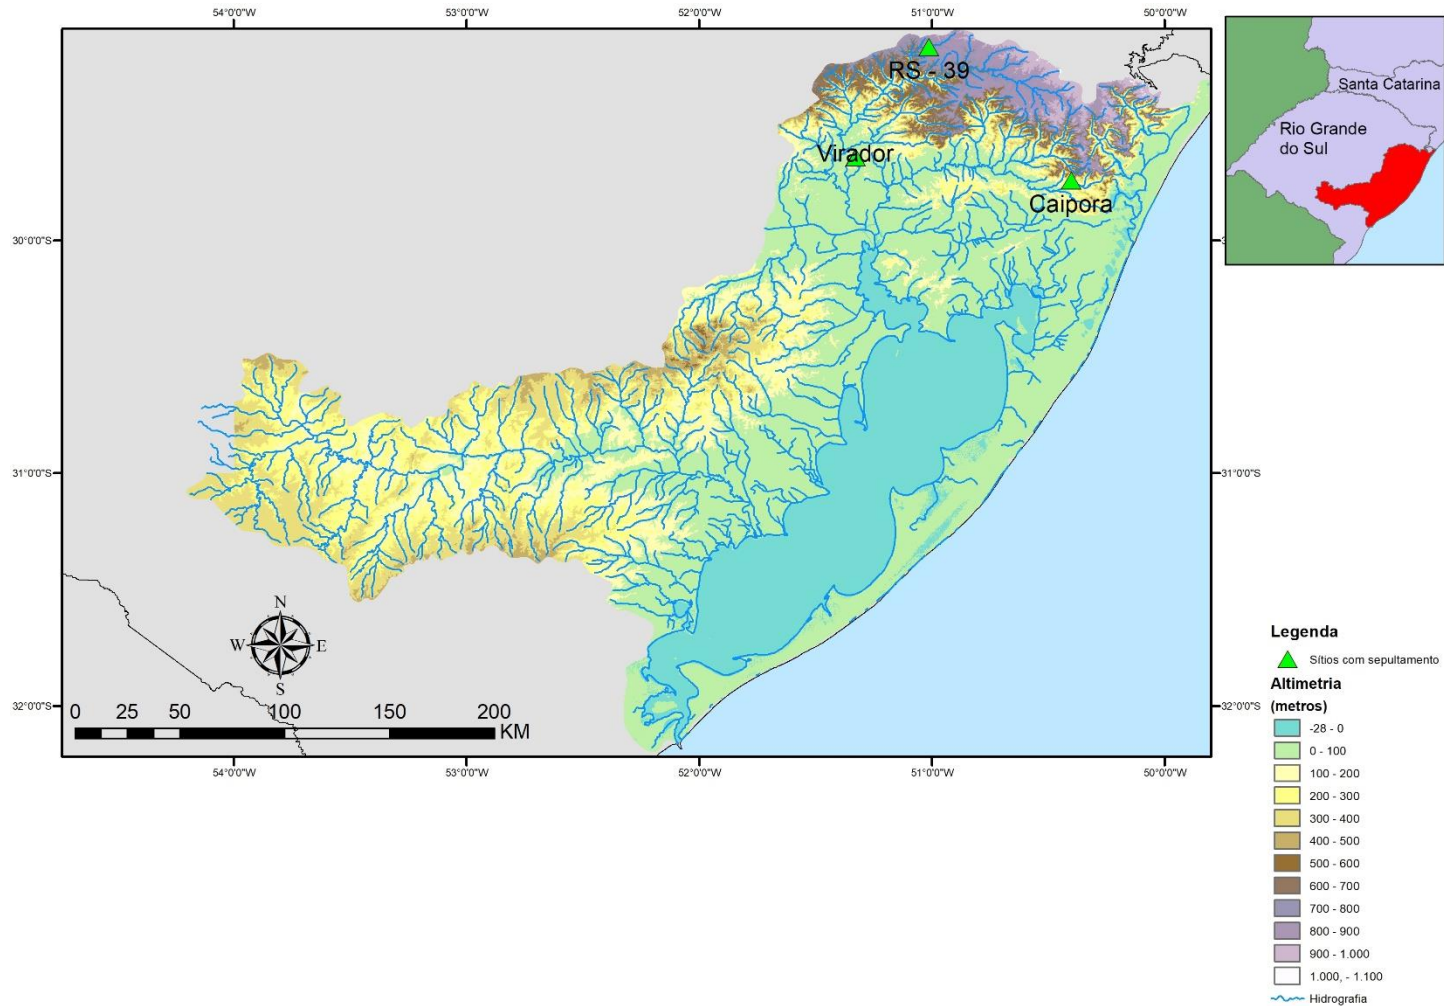 54°0'0"W
53°0'0"W
52°0'0"W
51°0'0"W
50°0'0"W
RS - 39
Virador
Caipora
30°0'0"S
31°0'0"S
31°0'0"S
32°0'0"S
32°0'0"S
N
W
E
S
0
25
50
100
150
200
KM
54°0'0"W
53°0'0"W
52°0'0"W
51°0'0"W
50°0'0"W
Santa Catarina
Rio Grande
do Sul
Legenda
Sítios com sepultamento
Altimetria
(metros)
-28 - 0
0 - 100
100 - 200
200 - 300
300 - 400
400 - 500
500 - 600
600 - 700
700 - 800
800 - 900
900 - 1.000
1.000, - 1.100
Hidrografia